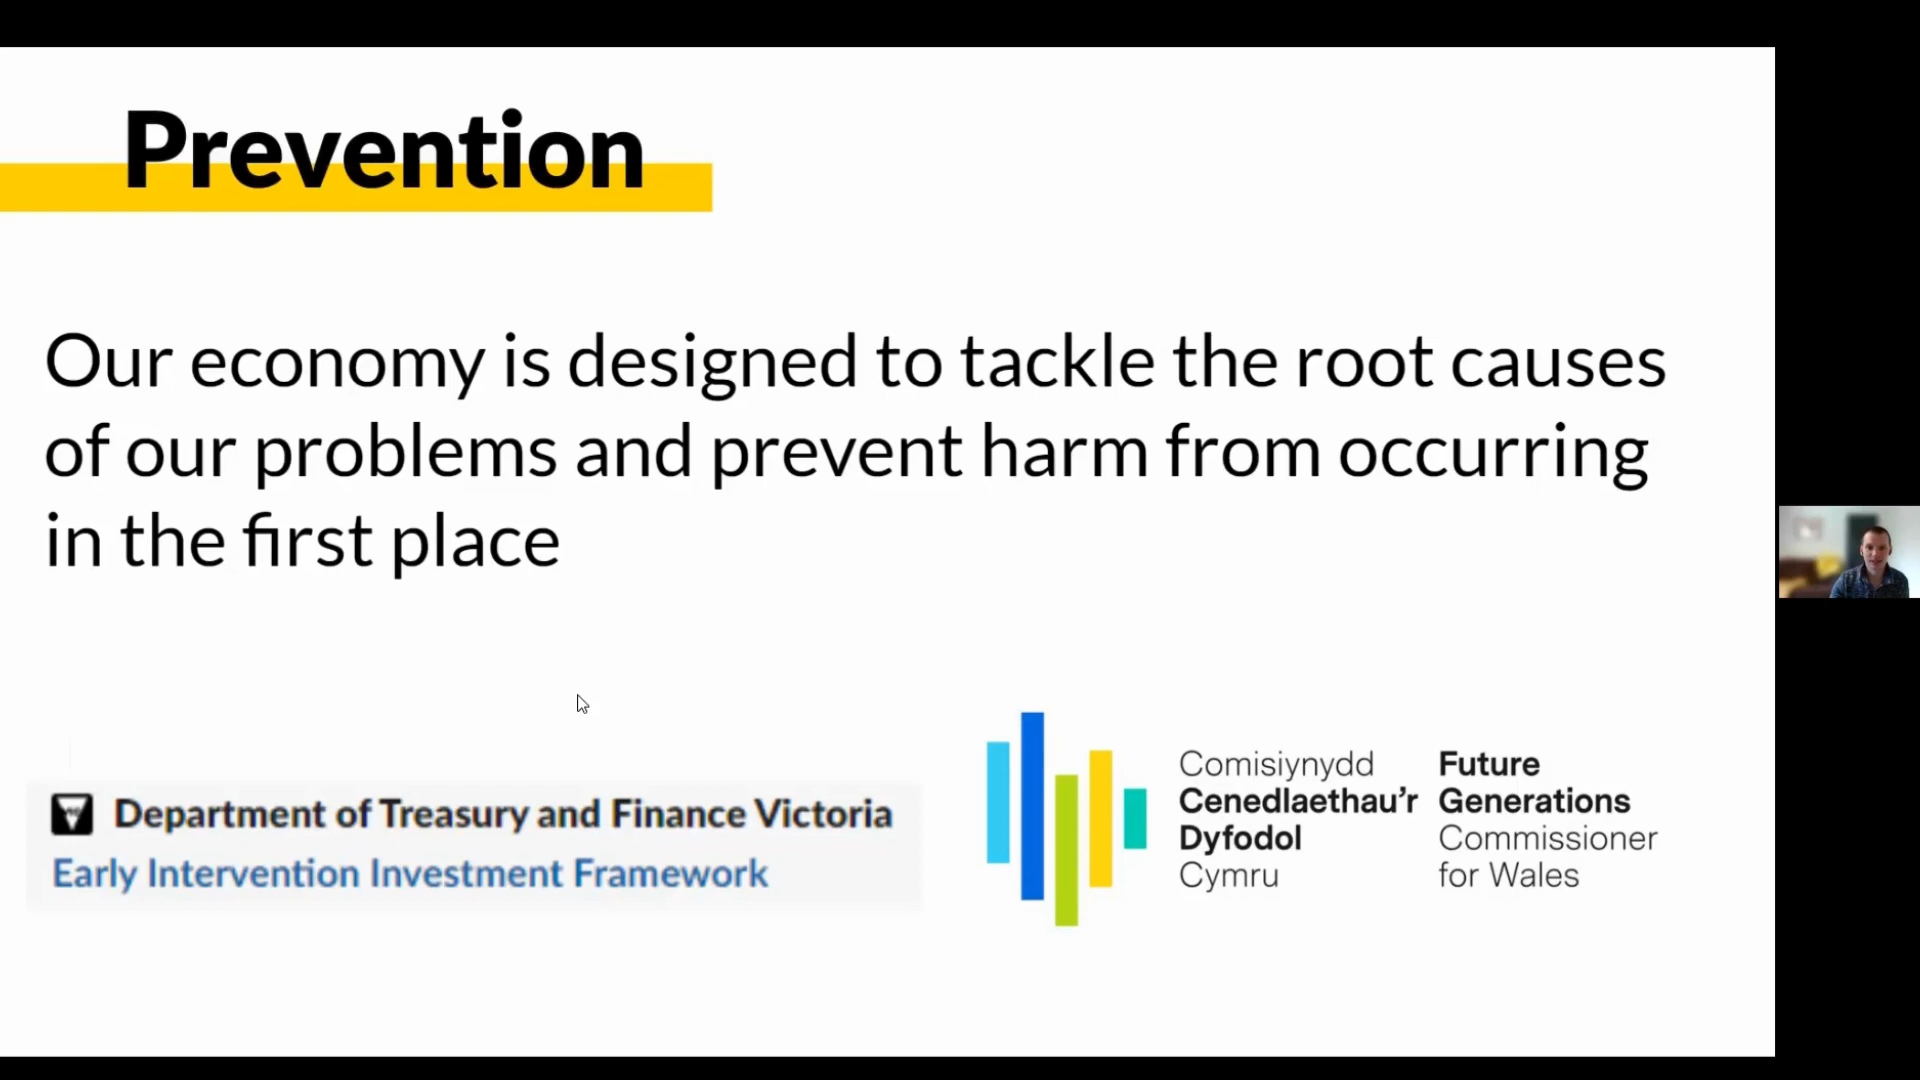 Prevention
Our economy is designed to tackle the root causes
of our problems and prevent harm from occurring
in the first place
Department of Treasury and Finance Victoria
Early Intervention Investment Framework
Comisiynydd
Cenedlaethau’r
Dyfodol
Cymru
Future
Generations
Commissioner
for Wales